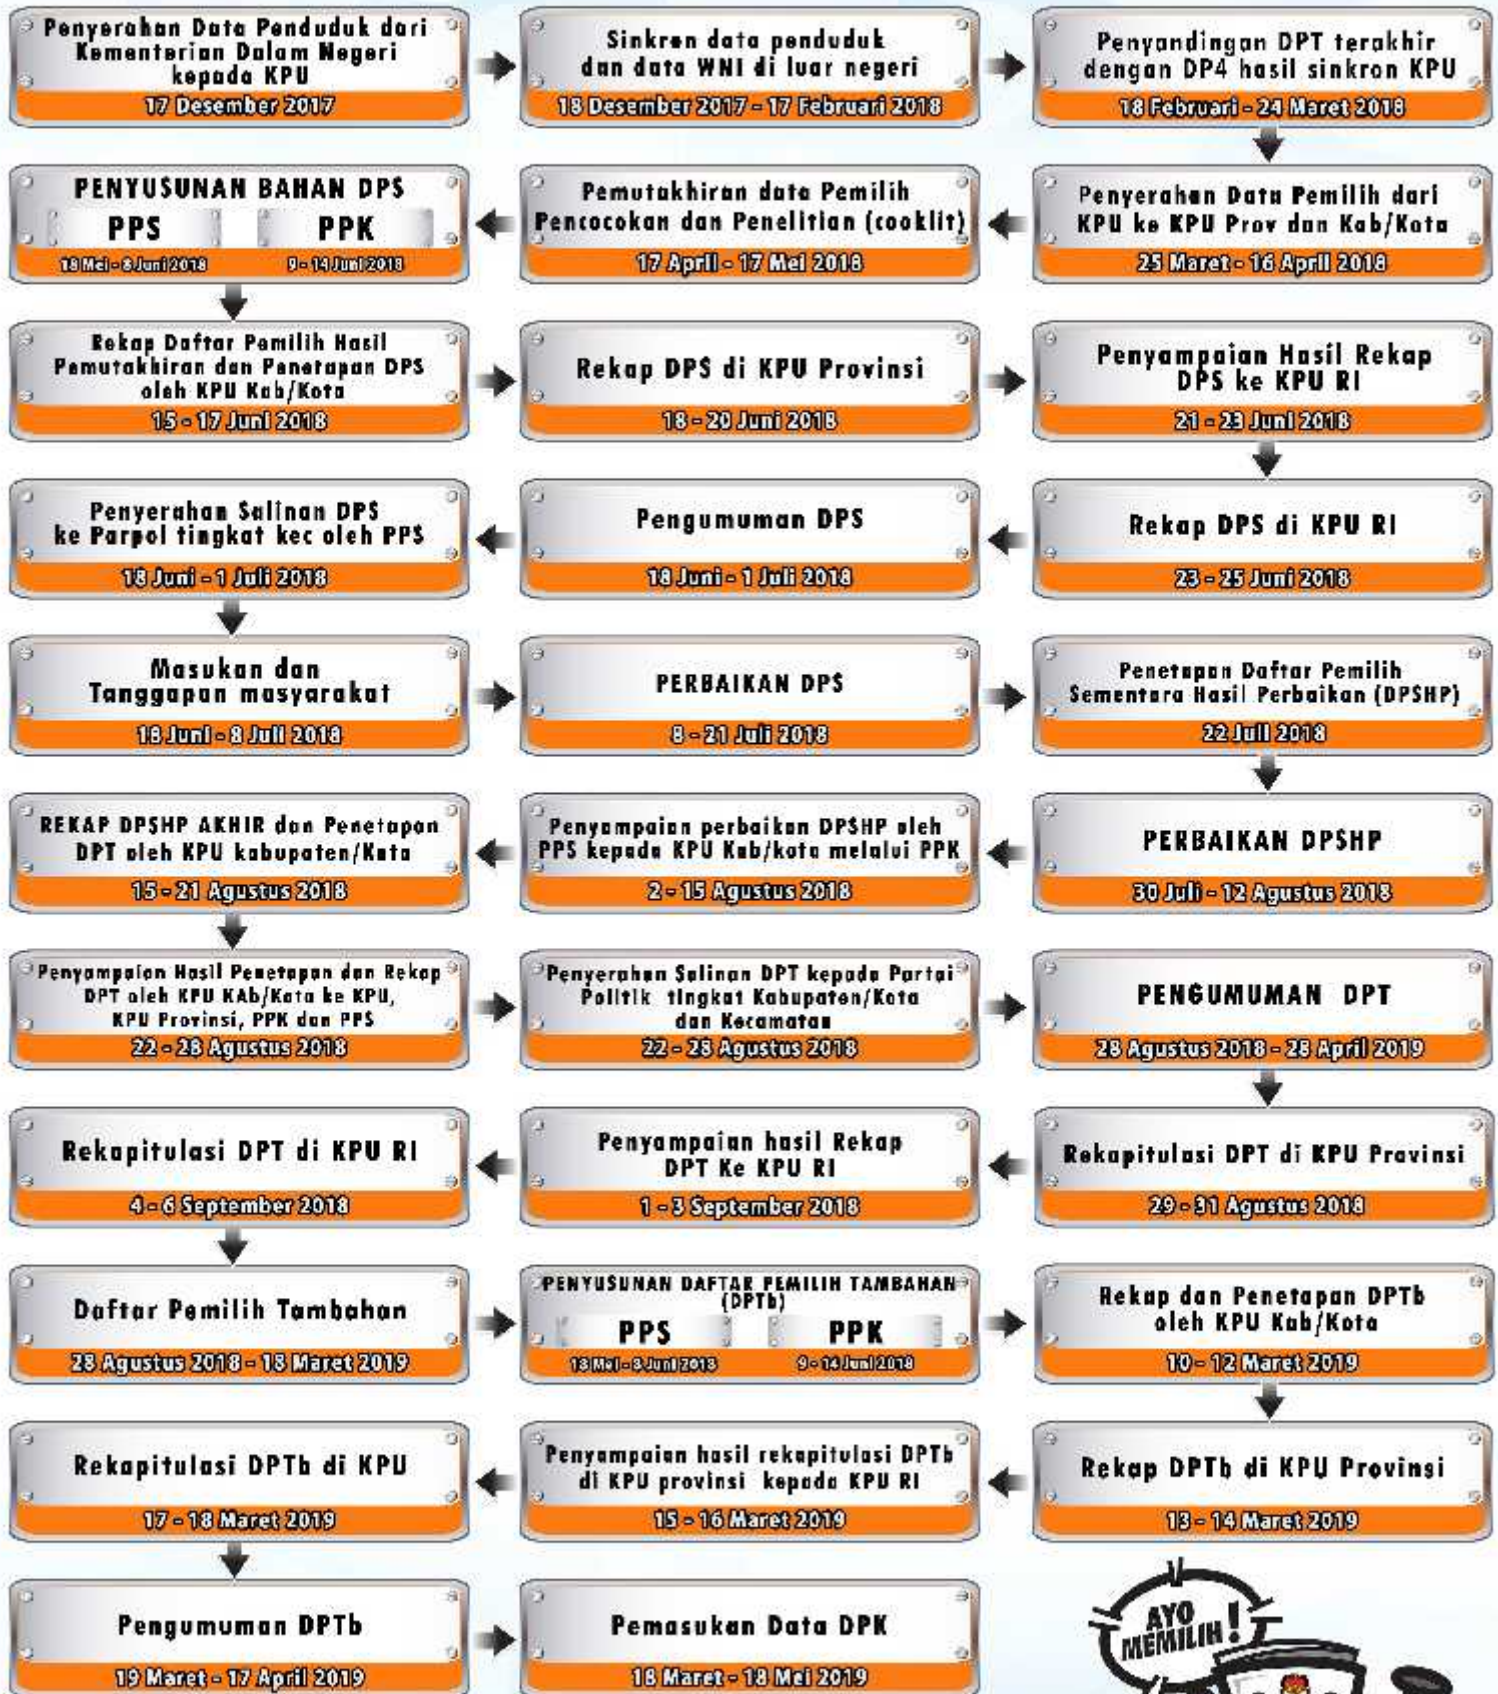 Penyerahan Data Penduduk dari
Kementerian Dalam Negeri
kepada KPU
17 Desember 2017
Sinkron data penduduk
dan data WNI di luar negeri
18 Desember 2017 - 17 Februari 2018
Penyandingan DPT terakhir
dengan DP4 hasil sinkron KPU
18 Februari - 24 Maret 2018
Penyerahan Data Pemilih dari
KPU ke KPU Prov dan Kab/Kota
25 Maret - 16 April 2018
Pemutakhiran data Pemilih
Pencocokan dan Penelitian (cooklit)
17 April - 17 Mei 2018
PENYUSUNAN BAHAN DPS
PPS PPK
18 Mei - 8 Juni 2018 9 - 14 Juni 2018
Rekap Daftar Pemilih Hasil
Pemutakhiran dan Penetapan DPS
oleh KPU Kab/Kota
15 - 17 Juni 2018
Rekap DPS di KPU Provinsi
18 - 20 Juni 2018
Penyampaian Hasil Rekap
DPS ke KPU RI
21 - 23 Juni 2018
Rekap DPS di KPU RI
23 - 25 Juni 2018
Pengumuman DPS
18 Juni - 1 Juli 2018
Penyerahan Salinan DPS
ke Parpol tingkat kec oleh PPS
18 Juni - 1 Juli 2018
Masukan dan
Tanggapan masyarakat
18 Juni - 8 Juli 2018
PERBAIKAN DPS
8 - 21 Juli 2018
Penetapan Daftar Pemilih
Sementara Hasil Perbaikan (DPSHP)
22 Juli 2018
PERBAIKAN DPSHP
30 Juli - 12 Agustus 2018
Penyampaian perbaikan DPSHP oleh
PPS kepada KPU Kab/kota melalui PPK
2 - 15 Agustus 2018
REKAP DPSHP AKHIR dan Penetapan
DPT oleh KPU kabupaten/Kota
15 - 21 Agustus 2018
Penyampaian Hasil Penetapan dan Rekap
DPT oleh KPU KAb/Kota ke KPU,
KPU Provinsi, PPK dan PPS
22 - 28 Agustus 2018
Penyerahan Salinan DPT kepada Partai
Politik tingkat Kabupaten/Kota
dan Kecamatan
22 - 28 Agustus 2018
PENGUMUMAN DPT
28 Agustus 2018 - 28 April 2019
Rekapitulasi DPT di KPU Provinsi
29 - 31 Agustus 2018
Penyampaian hasil Rekap
DPT Ke KPU RI
1 - 3 September 2018
Rekapitulasi DPT di KPU RI
4 - 6 September 2018
Daftar Pemilih Tambahan
28 Agustus 2018 - 18 Maret 2019
PENYUSUNAN DAFTAR PEMILIH TAMBAHAN
(DPTb)
PPS PPK
18 Mei - 8 Juni 2018 9 - 14 Juni 2018
Rekap dan Penetapan DPTb
oleh KPU Kab/Kota
10 - 12 Maret 2019
Rekap DPTb di KPU Provinsi
13 - 14 Maret 2019
Penyampaian hasil rekapitulasi DPTb
di KPU provinsi kepada KPU RI
15 - 16 Maret 2019
Rekapitulasi DPTb di KPU
17 - 18 Maret 2019
Pengumuman DPTb
19 Maret - 17 April 2019
Pemasukan Data DPK
18 Maret - 18 Mei 2019
AYO
MEMILIH!